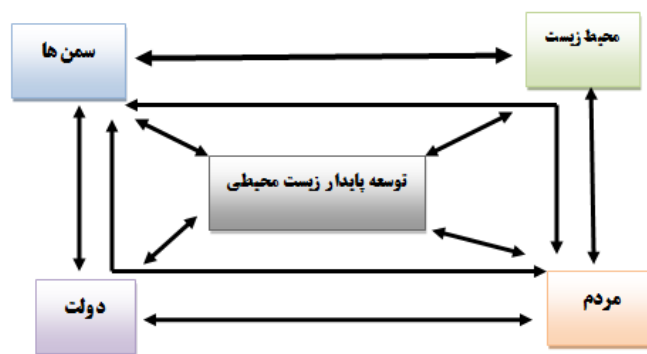 محیط زیست
سمن ها
توسعه پایدار زیست محیطی
مردم
دولت